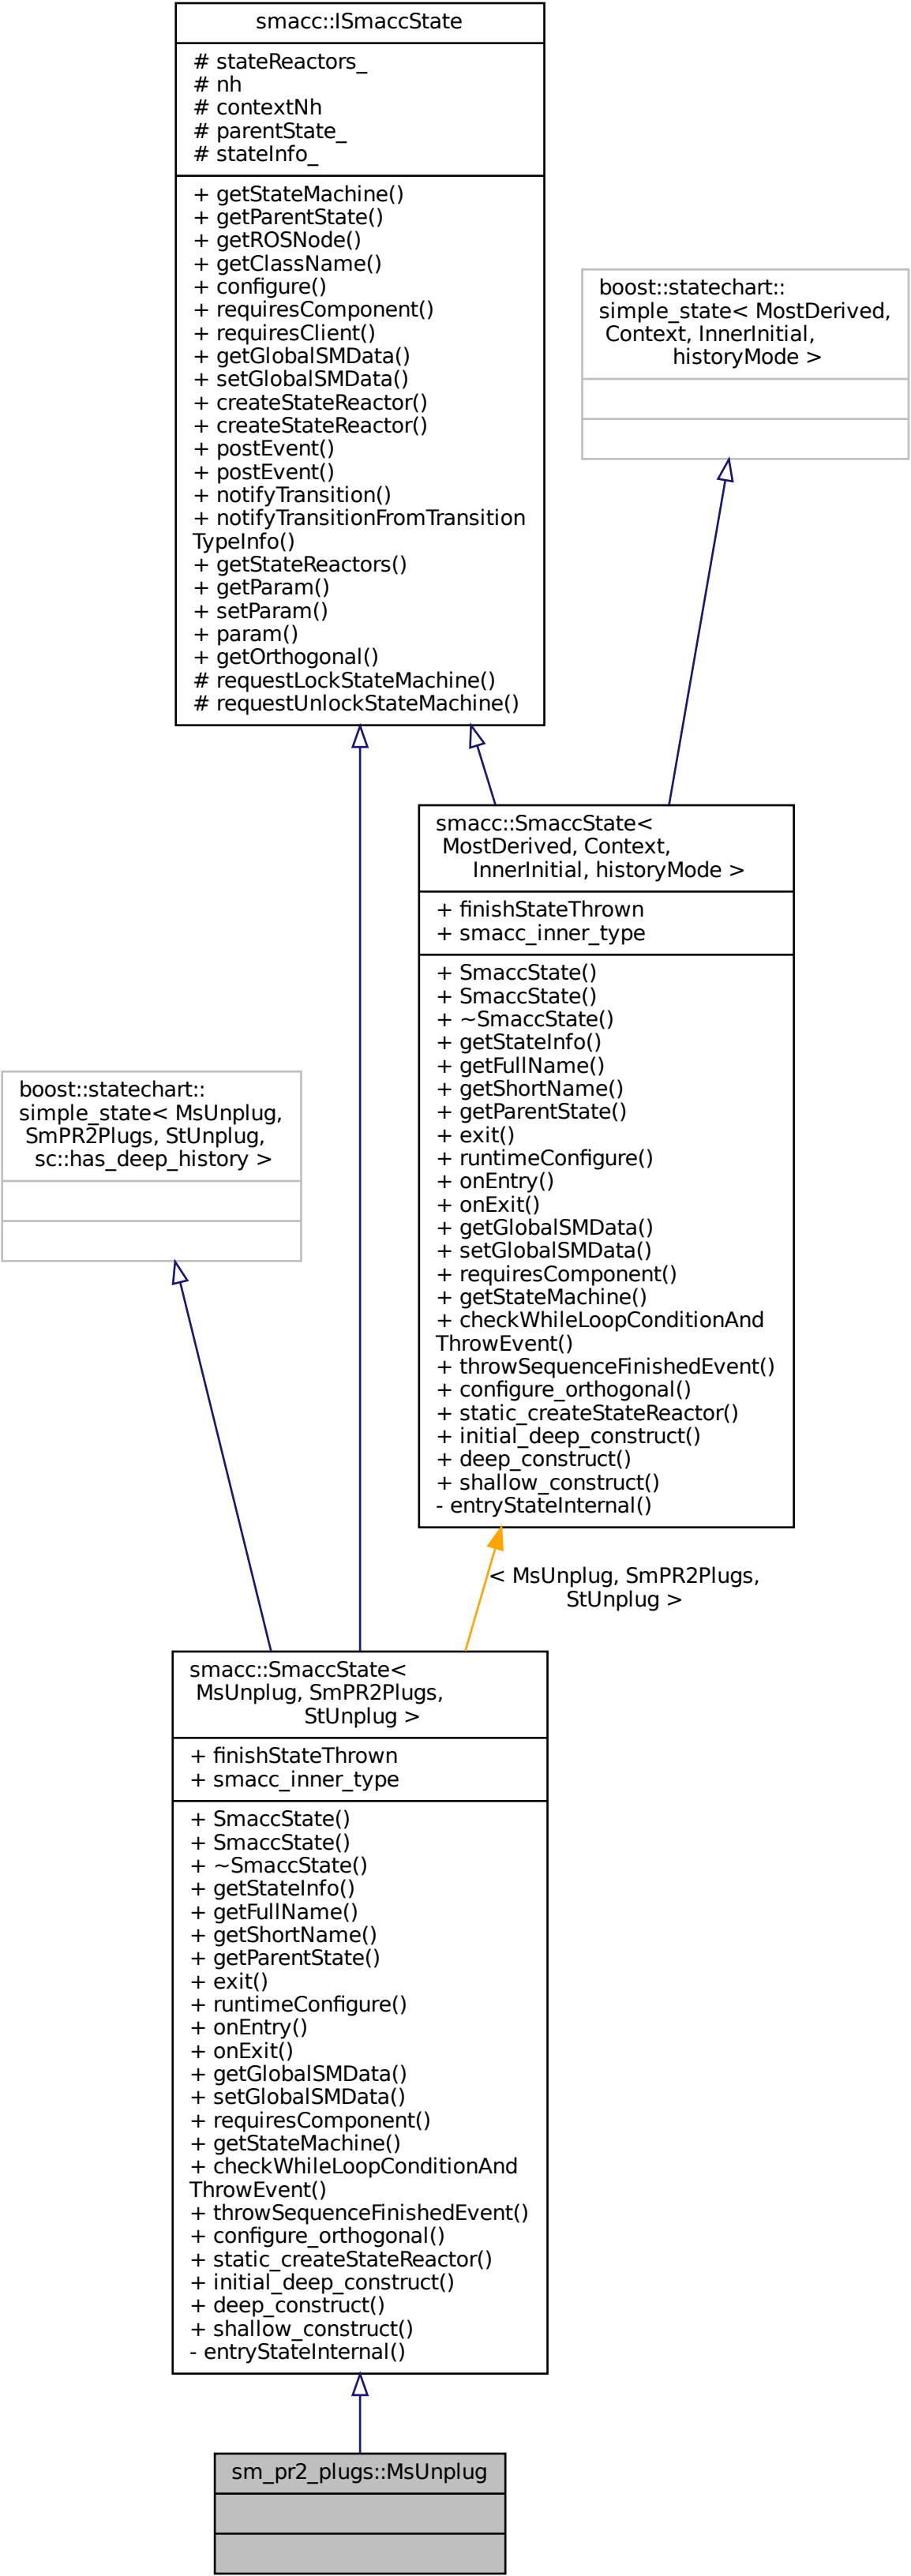 smacc::ISmaccState
# stateReactors_
# nh
# contextNh
# parentState_
# stateInfo_
+ getStateMachine()
+ getParentState()
+ getROSNode()
+ getClassName()
+ configure()
+ requiresComponent()
+ requiresClient()
+ getGlobalSMData()
+ setGlobalSMData()
+ createStateReactor()
+ createStateReactor()
+ postEvent()
+ postEvent()
+ notifyTransition()
+ notifyTransitionFromTransition
TypeInfo()
+ getStateReactors()
+ getParam()
+ setParam()
+ param()
+ getOrthogonal()
# requestLockStateMachine()
# requestUnlockStateMachine()
boost::statechart::
simple_state< MostDerived,
Context, InnerInitial,
historyMode >
smacc::SmaccState<
MostDerived, Context,
InnerInitial, historyMode >
+ finishStateThrown
+ smacc_inner_type
+ SmaccState()
+ SmaccState()
+ ~SmaccState()
+ getStateInfo()
+ getFullName()
+ getShortName()
+ getParentState()
+ exit()
+ runtimeConfigure()
+ onEntry()
+ onExit()
+ getGlobalSMData()
+ setGlobalSMData()
+ requiresComponent()
+ getStateMachine()
+ checkWhileLoopConditionAnd
ThrowEvent()
+ throwSequenceFinishedEvent()
+ configure_orthogonal()
+ static_createStateReactor()
+ initial_deep_construct()
+ deep_construct()
+ shallow_construct()
- entryStateInternal()
boost::statechart::
simple_state< MsUnplug,
SmPR2Plugs, StUnplug,
sc::has_deep_history >
< MsUnplug, SmPR2Plugs,
StUnplug >
smacc::SmaccState<
MsUnplug, SmPR2Plugs,
StUnplug >
+ finishStateThrown
+ smacc_inner_type
+ SmaccState()
+ SmaccState()
+ ~SmaccState()
+ getStateInfo()
+ getFullName()
+ getShortName()
+ getParentState()
+ exit()
+ runtimeConfigure()
+ onEntry()
+ onExit()
+ getGlobalSMData()
+ setGlobalSMData()
+ requiresComponent()
+ getStateMachine()
+ checkWhileLoopConditionAnd
ThrowEvent()
+ throwSequenceFinishedEvent()
+ configure_orthogonal()
+ static_createStateReactor()
+ initial_deep_construct()
+ deep_construct()
+ shallow_construct()
- entryStateInternal()
sm_pr2_plugs::MsUnplug